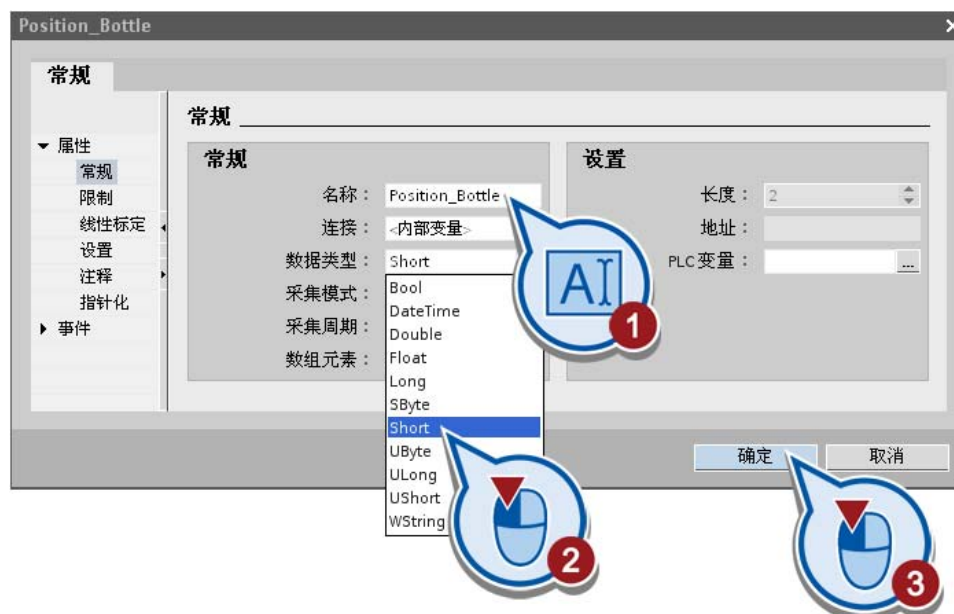 Position_Bottle
常规
属性
常规
限制
线性标定
设置
注释
指针化
事件
常规
常规
名称：
Position_Bottle
连接：
<内部变量>
数据类型：
Short
采集模式：
采集周期：
数组元素：
Bool
DateTime
Double
Float
Long
SByte
Short
UByte
ULong
UShort
WString
设置
长度：
2
地址：
PLC 变量：
...
确定
取消
A
1
2
3